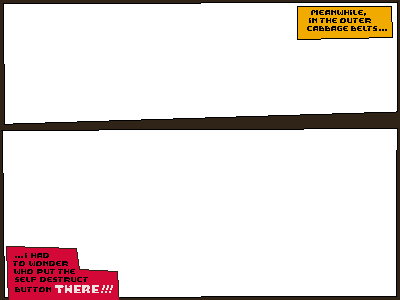 MEANWHILE,
IN THE OUTER
CABBAGE BELTS...
...I HAD
TO WONDER
WHO PUT THE
SELF DESTRUCT
BUTTON THERE!!!